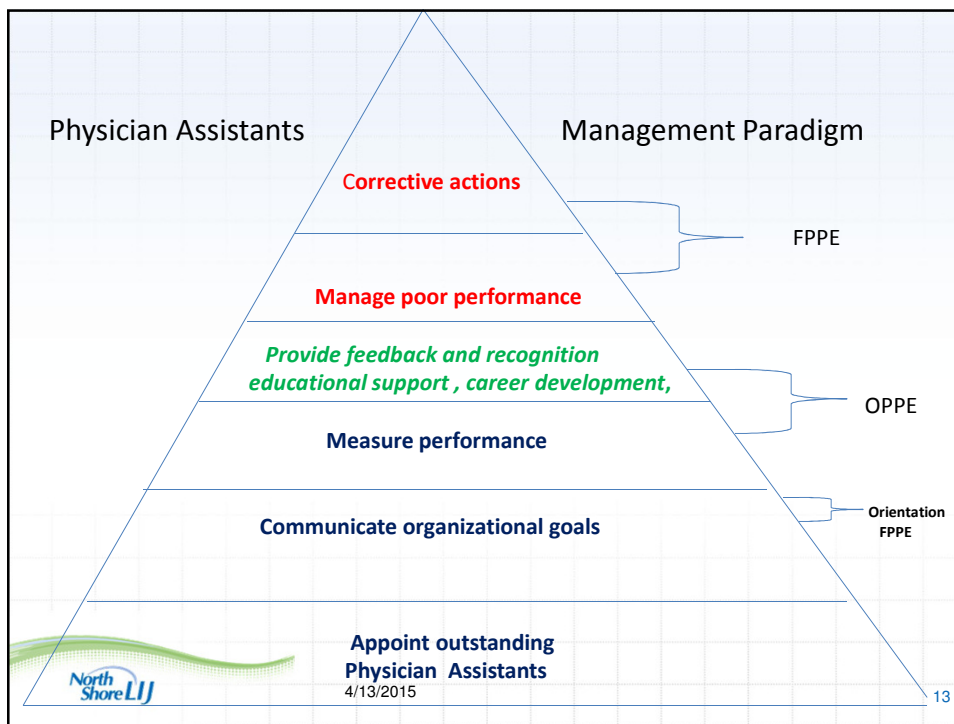 Physician Assistants
Management Paradigm
Corrective actions
FPPE
Manage poor performance
Provide feedback and recognition
educational support , career development,
OPPE
Measure performance
Orientation
FPPE
Communicate organizational goals
Appoint outstanding
Physician Assistants
North
Shore LIJ
4/13/2015
13